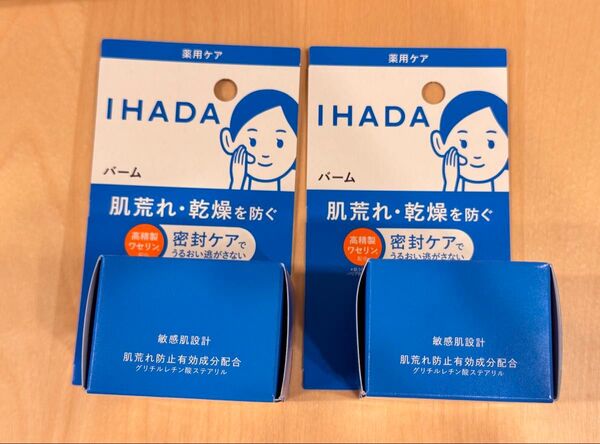 薬用ケア
IHADA
バーム
肌荒れ・乾燥を防ぐ
高精製
ワセリン
配合
密封ケアで
うるおい逃がさない
敏感肌設計
肌荒れ防止有効成分配合
グリチルレチン酸ステアリル
薬用ケア
IHADA
バーム
肌荒れ・乾燥を防ぐ
高精製
ワセリン
配合
密封ケアで
うるおい逃がさない
敏感肌設計
肌荒れ防止有効成分配合
グリチルレチン酸ステアリル